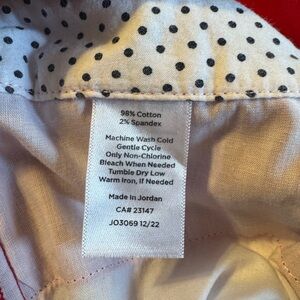 98% Cotton
2% Spandex
Machine Wash Cold
Gentle Cycle
Only Non-Chlorine
Bleach When Needed
Tumble Dry Low
Warm Iron, If Needed
Made in Jordan
CA# 23147
JO3069 12/22